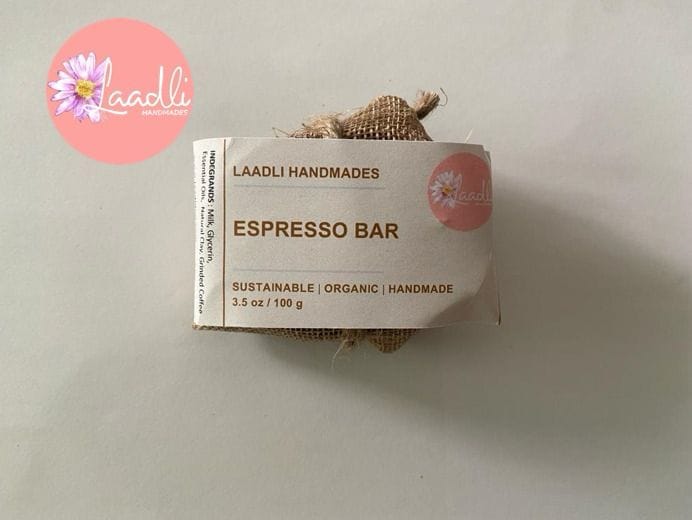 Laadli
HANDMADES
INDEGRANDS : Milk, Glycerin,
Essential Oils, Natural Clay, Grinded Coffee
LAADLI HANDMADES
Laadli
ESPRESSO BAR
SUSTAINABLE | ORGANIC | HANDMADE
3.5 oz / 100 g